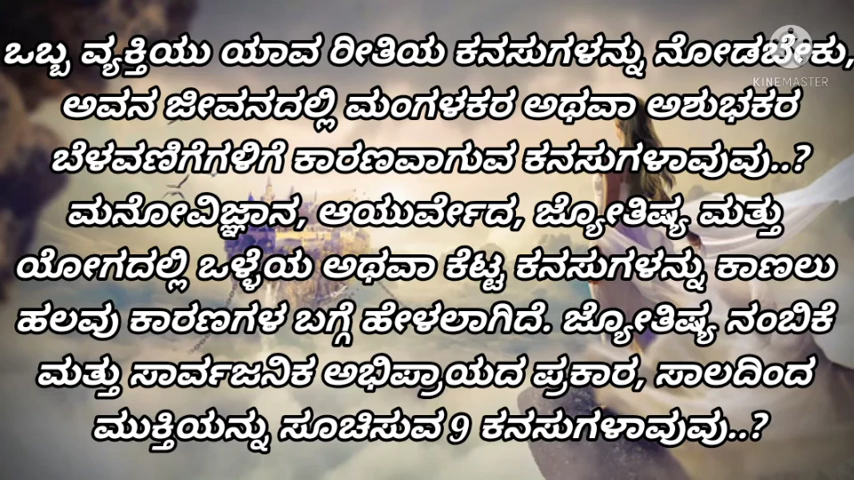 ಒಬ್ಬ ವ್ಯಕ್ತಿಯು ಯಾವ ರೀತಿಯ ಕನಸುಗಳನ್ನು ನೋಡಬೇಕು,
KINEMASTER
ಅವನ ಜೀವನದಲ್ಲಿ ಮಂಗಳಕರ ಅಥವಾ ಅಶುಭಕರ
ಬೆಳವಣಿಗೆಗಳಿಗೆ ಕಾರಣವಾಗುವ ಕನಸುಗಳಾವುವು..?
ಮನೋವಿಜ್ಞಾನ, ಆಯುರ್ವೇದ, ಜ್ಯೋತಿಷ್ಯ ಮತ್ತು
ಯೋಗದಲ್ಲಿ ಒಳ್ಳೆಯ ಅಥವಾ ಕೆಟ್ಟ ಕನಸುಗಳನ್ನು ಕಾಣಲು
ಹಲವು ಕಾರಣಗಳ ಬಗ್ಗೆ ಹೇಳಲಾಗಿದೆ. ಜ್ಯೋತಿಷ್ಯ ನಂಬಿಕೆ
ಮತ್ತು ಸಾರ್ವಜನಿಕ ಅಭಿಪ್ರಾಯದ ಪ್ರಕಾರ, ಸಾಲದಿಂದ
ಮುಕ್ತಿಯನ್ನು ಸೂಚಿಸುವ 9 ಕನಸುಗಳಾವುವು..?